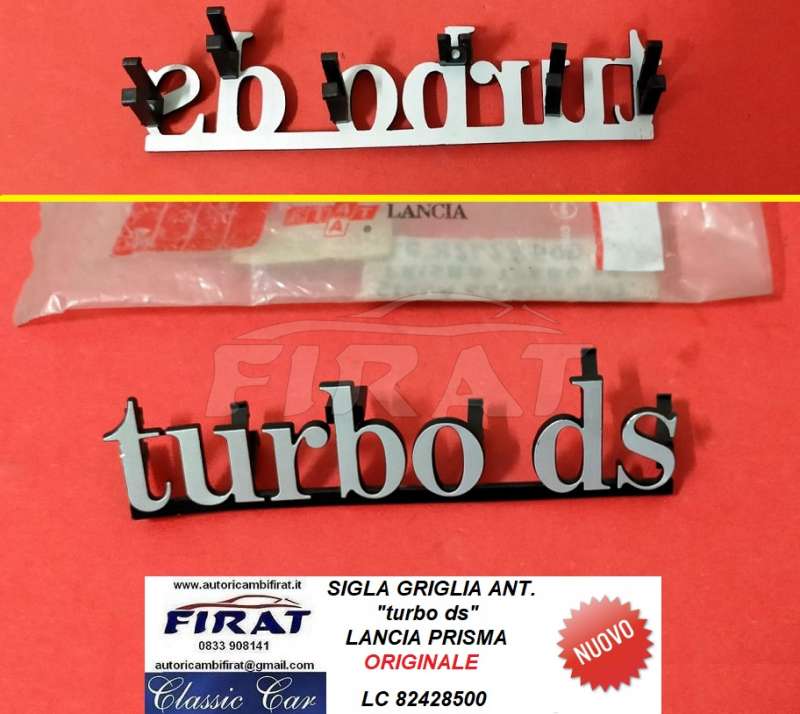 turbo ds
FIAT LANCIA
FIRAT
turbo ds
www.autoricambifirat.it
FIRAT
0833 908141
autoricambifirat@gmail.com
Classic Car
SIGLA GRIGLIA ANT.
"turbo ds"
LANCIA PRISMA
ORIGINALE
LC 82428500
NUOVO